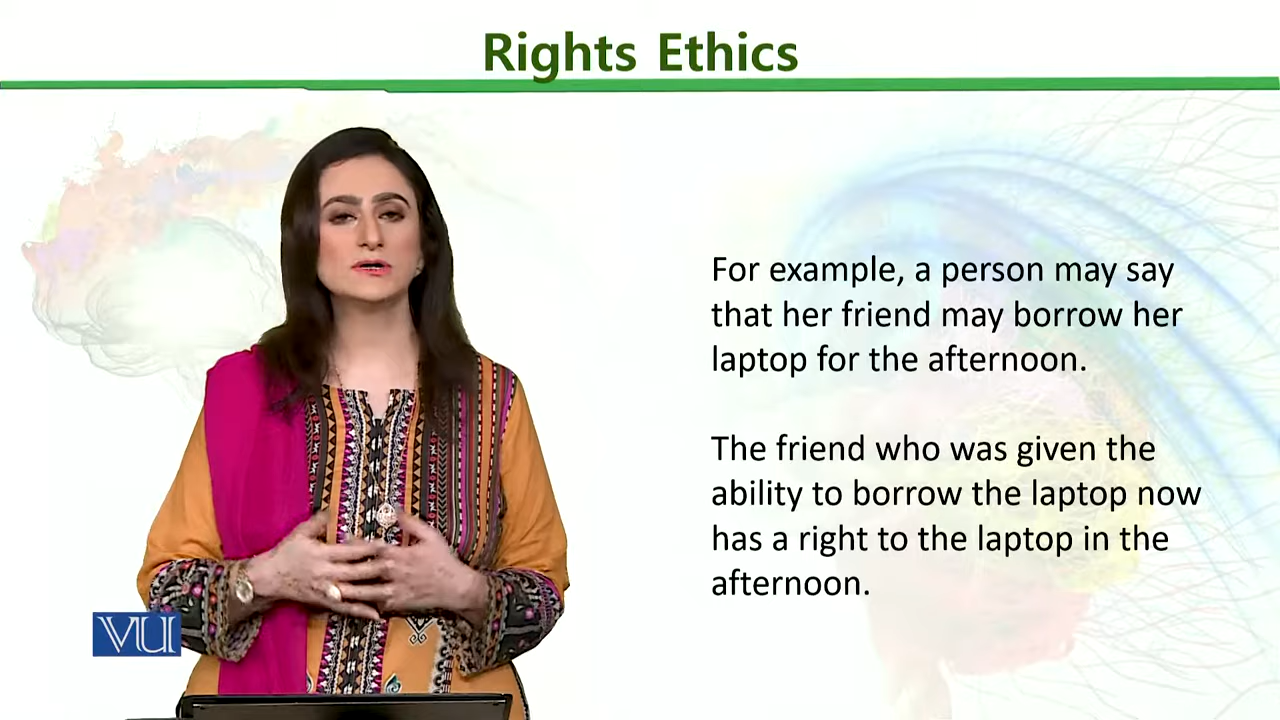 Rights Ethics
For example, a person may say
that her friend may borrow her
laptop for the afternoon.
The friend who was given the
ability to borrow the laptop now
has a right to the laptop in the
afternoon.
VU